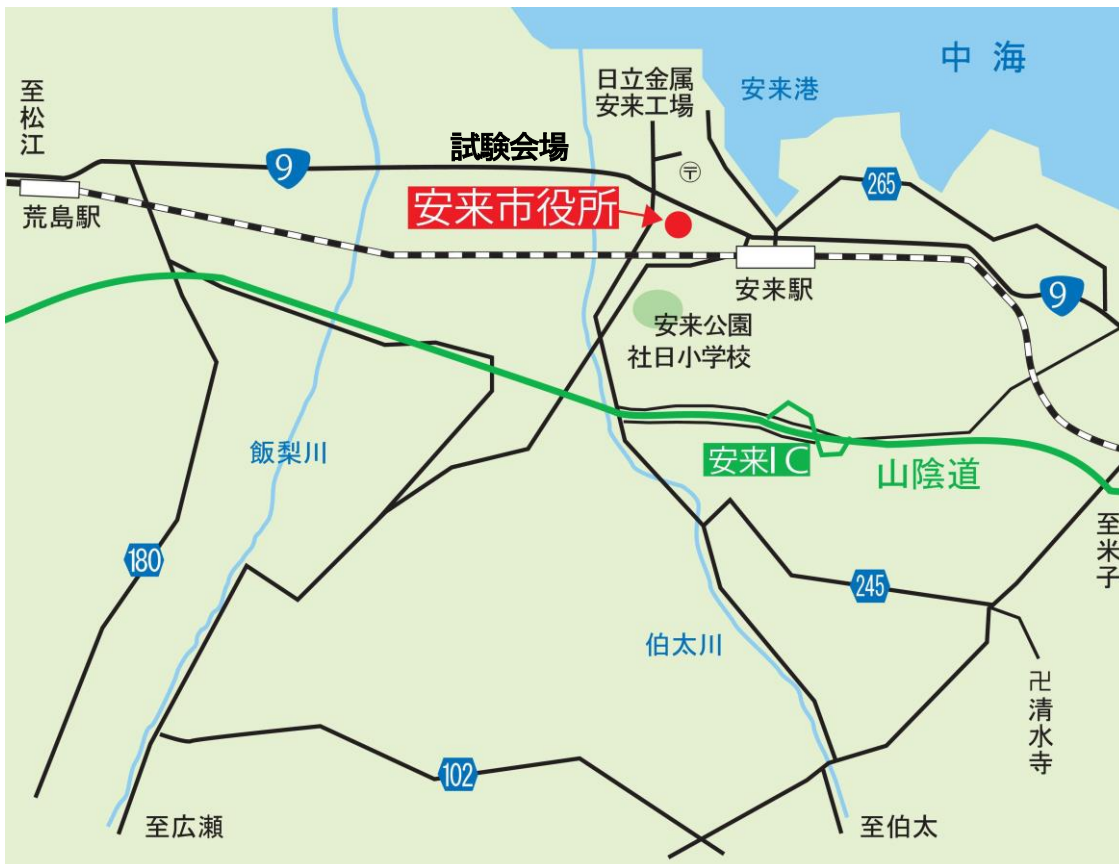 中海
安来港
日立金属
安来工場
至松江
試験会場
9
〒
265
安来市役所
荒島駅
安来駅
9
安来公園
社日小学校
飯梨川
安来IC
山陰道
至米子
180
245
伯太川
卍清水寺
102
至広瀬
至伯太